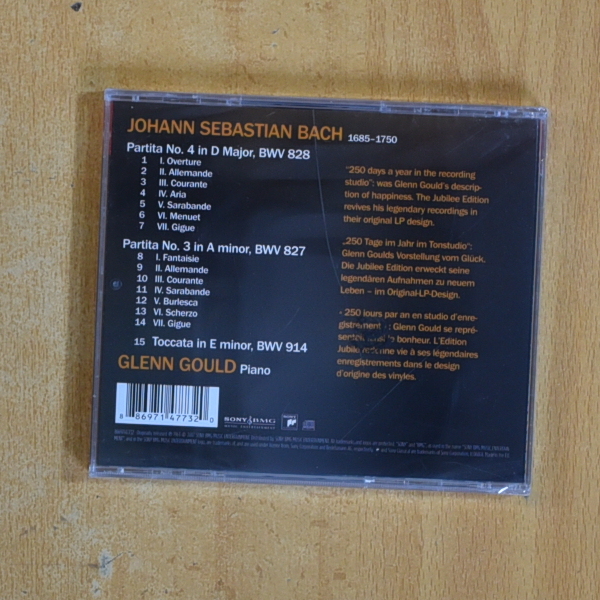 JOHANN SEBASTIAN BACH 1685–1750
Partita No. 4 in D Major, BWV 828
1 I. Overture
2 II. Allemande
3 III. Courante
4 IV. Aria
5 V. Sarabande
6 VI. Menuet
7 VII. Gigue
Partita No. 3 in A minor, BWV 827
8 I. Fantaisie
9 II. Allemande
10 III. Courante
11 IV. Sarabande
12 V. Burlesca
13 VI. Scherzo
14 VII. Gigue
15 Toccata in E minor, BWV 914
GLENN GOULD Piano
"250 days a year in the recording
studio": was Glenn Gould's descrip-
tion of happiness. The Jubilee Edition
revives his legendary recordings in
their original LP design.
„250 Tage im Jahr im Tonstudio":
Glenn Goulds Vorstellung vom Glück.
Die Jubilee Edition erweckt seine
legendären Aufnahmen zu neuem
Leben – im Original-LP-Design.
250 jours par an en studio d'enre-
gistrement : Glenn Gould se repré-
bonheur. L'Edition
vie à ses légendaires
enregistrements dans le design
d'origine des vinyles.
8 86971 47732 0
SONY BMG
MUSIC ENTERTAINMENT